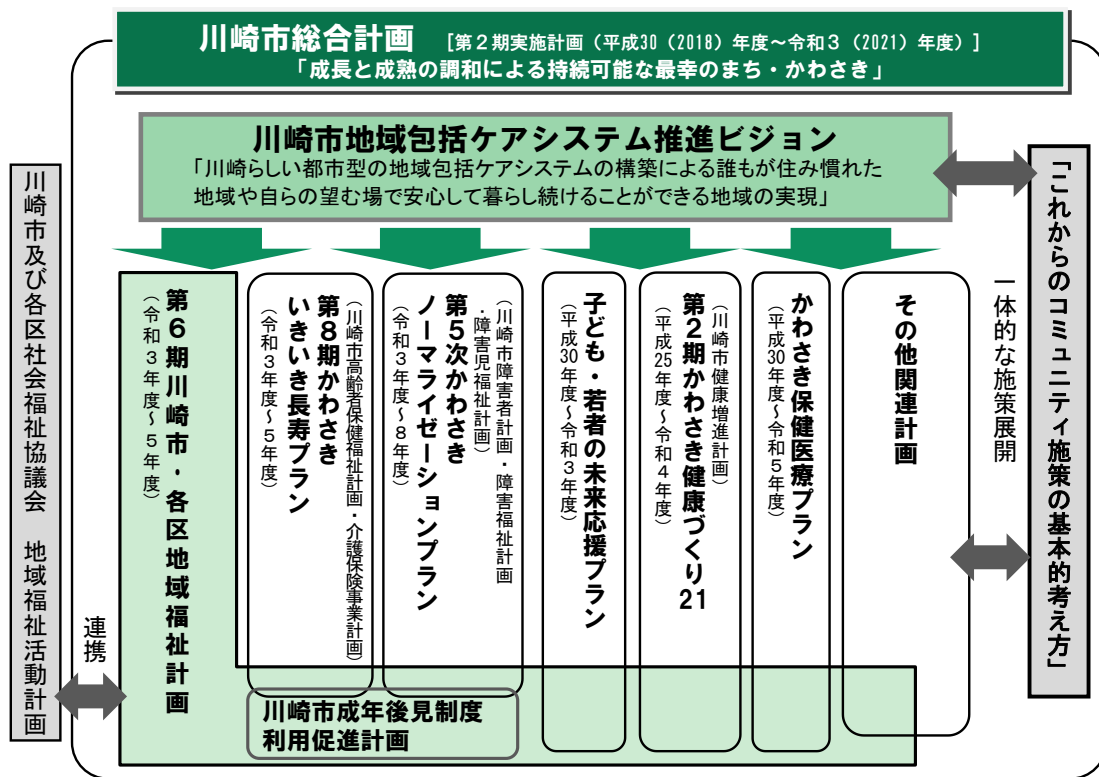 川崎市総合計画 [第2期実施計画（平成30（2018）年度～令和3（2021）年度）]
「成長と成熟の調和による持続可能な最幸のまち・かわさき」
川崎市地域包括ケアシステム推進ビジョン
「川崎らしい都市型の地域包括ケアシステムの構築による誰もが住み慣れた
地域や自らの望む場で安心して暮らし続けることができる地域の実現」
川崎市及び各区社会福祉協議会 地域福祉活動計画
連携
第6期川崎市・各区地域福祉計画
（令和3年度～5年度）
（川崎市高齢者保健福祉計画・介護保険事業計画）
第8期かわさき
いきいき長寿プラン
（令和3年度～5年度）
（川崎市障害者計画・障害福祉計画
・障害児福祉計画）
第5次かわさき
ノーマライゼーションプラン
（令和3年度～8年度）
川崎市成年後見制度
利用促進計画
子ども・若者の未来応援プラン
（平成30年度～令和3年度）
（川崎市健康増進計画）
第2期かわさき健康づくり21
（平成25年度～令和4年度）
かわさき保健医療プラン
（平成30年度～令和5年度）
その他関連計画
一体的な施策展開
「これからのコミュニティ施策の基本的考え方」